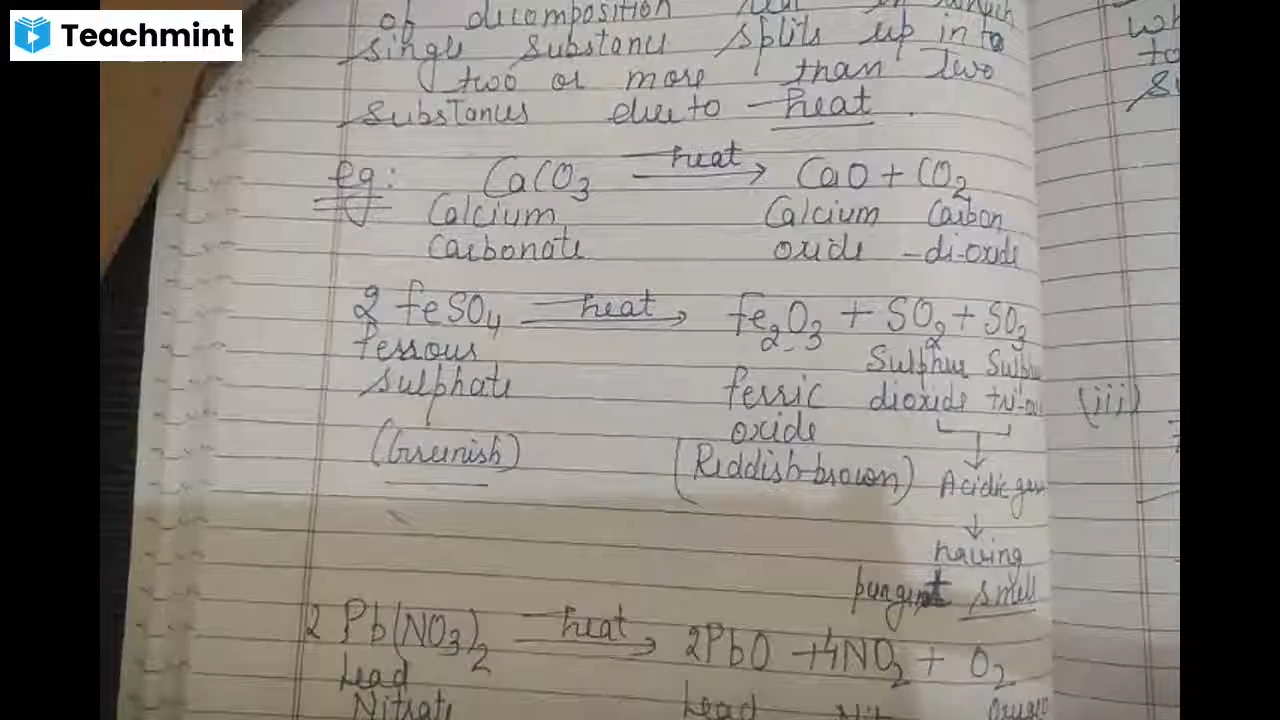 Teachmint
of decomposition
single substance splits up into
two or more than two
substances due to heat.
eg: CaCO3 heat → CaO + CO2
Calcium Calcium Carbon
Carbonate oxide -di-oxide
2 FeSO4 heat → Fe2O3 + SO2 + SO3
ferrous Sulphur
sulphate ferric dioxide
(iii)
oxide
(Greenish) (Reddish-brown) Acidic
↓
having
smell
2 Pb(NO3)2 heat → 2PbO + 4NO2 + O2
Lead
Nitrate Lead